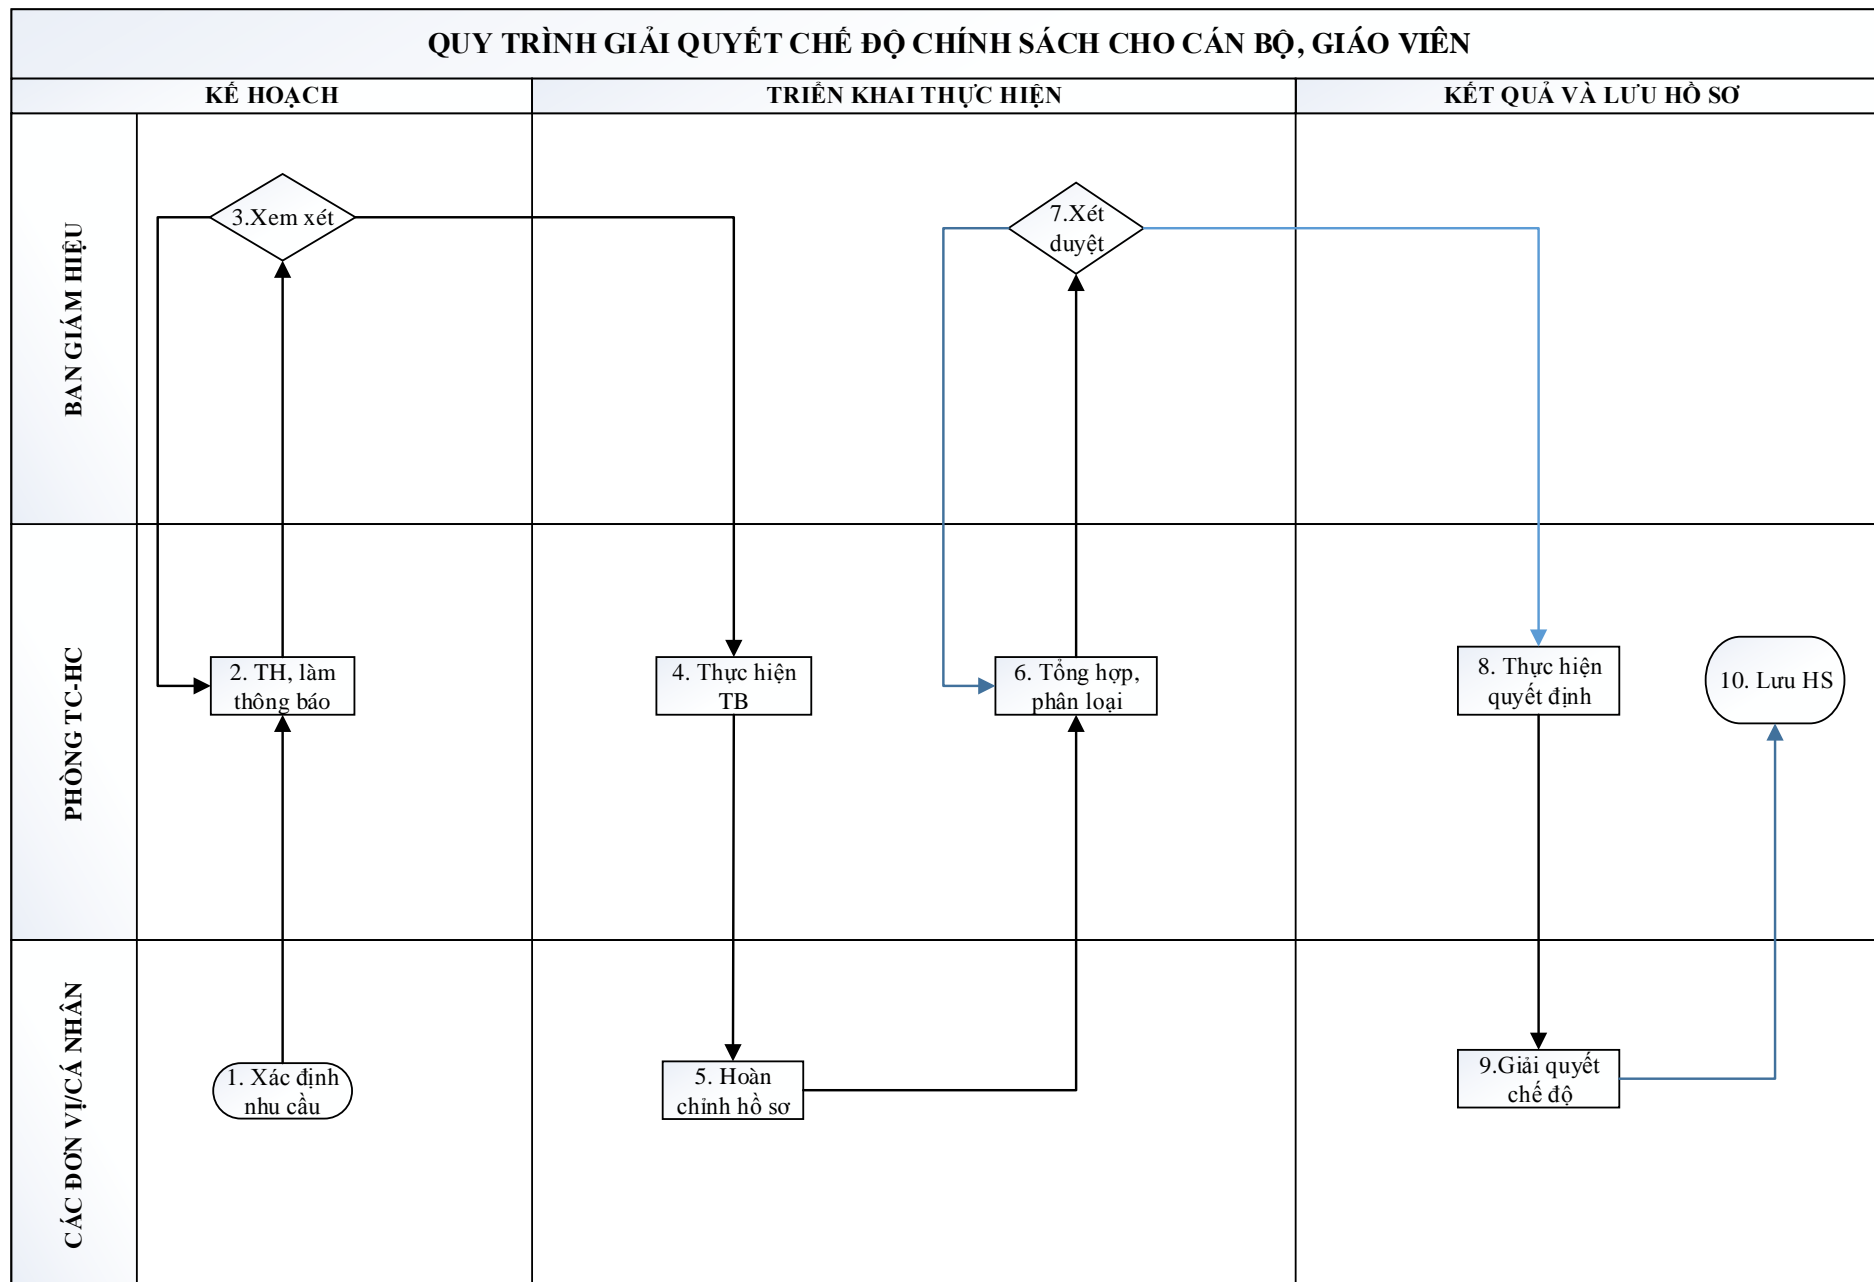 QUY TRÌNH GIẢI QUYẾT CHẾ ĐỘ CHÍNH SÁCH CHO CÁN BỘ, GIÁO VIÊN
KẾ HOẠCH
TRIỂN KHAI THỰC HIỆN
KẾT QUẢ VÀ LƯU HỒ SƠ
BAN GIÁM HIỆU
3.Xem xét
7.Xét
duyệt
PHÒNG TC-HC
2. TH, làm
thông báo
4. Thực hiện
TB
6. Tổng hợp,
phân loại
8. Thực hiện
quyết định
10. Lưu HS
CÁC ĐƠN VỊ/CÁ NHÂN
1. Xác định
nhu cầu
5. Hoàn
chỉnh hồ sơ
9.Giải quyết
chế độ